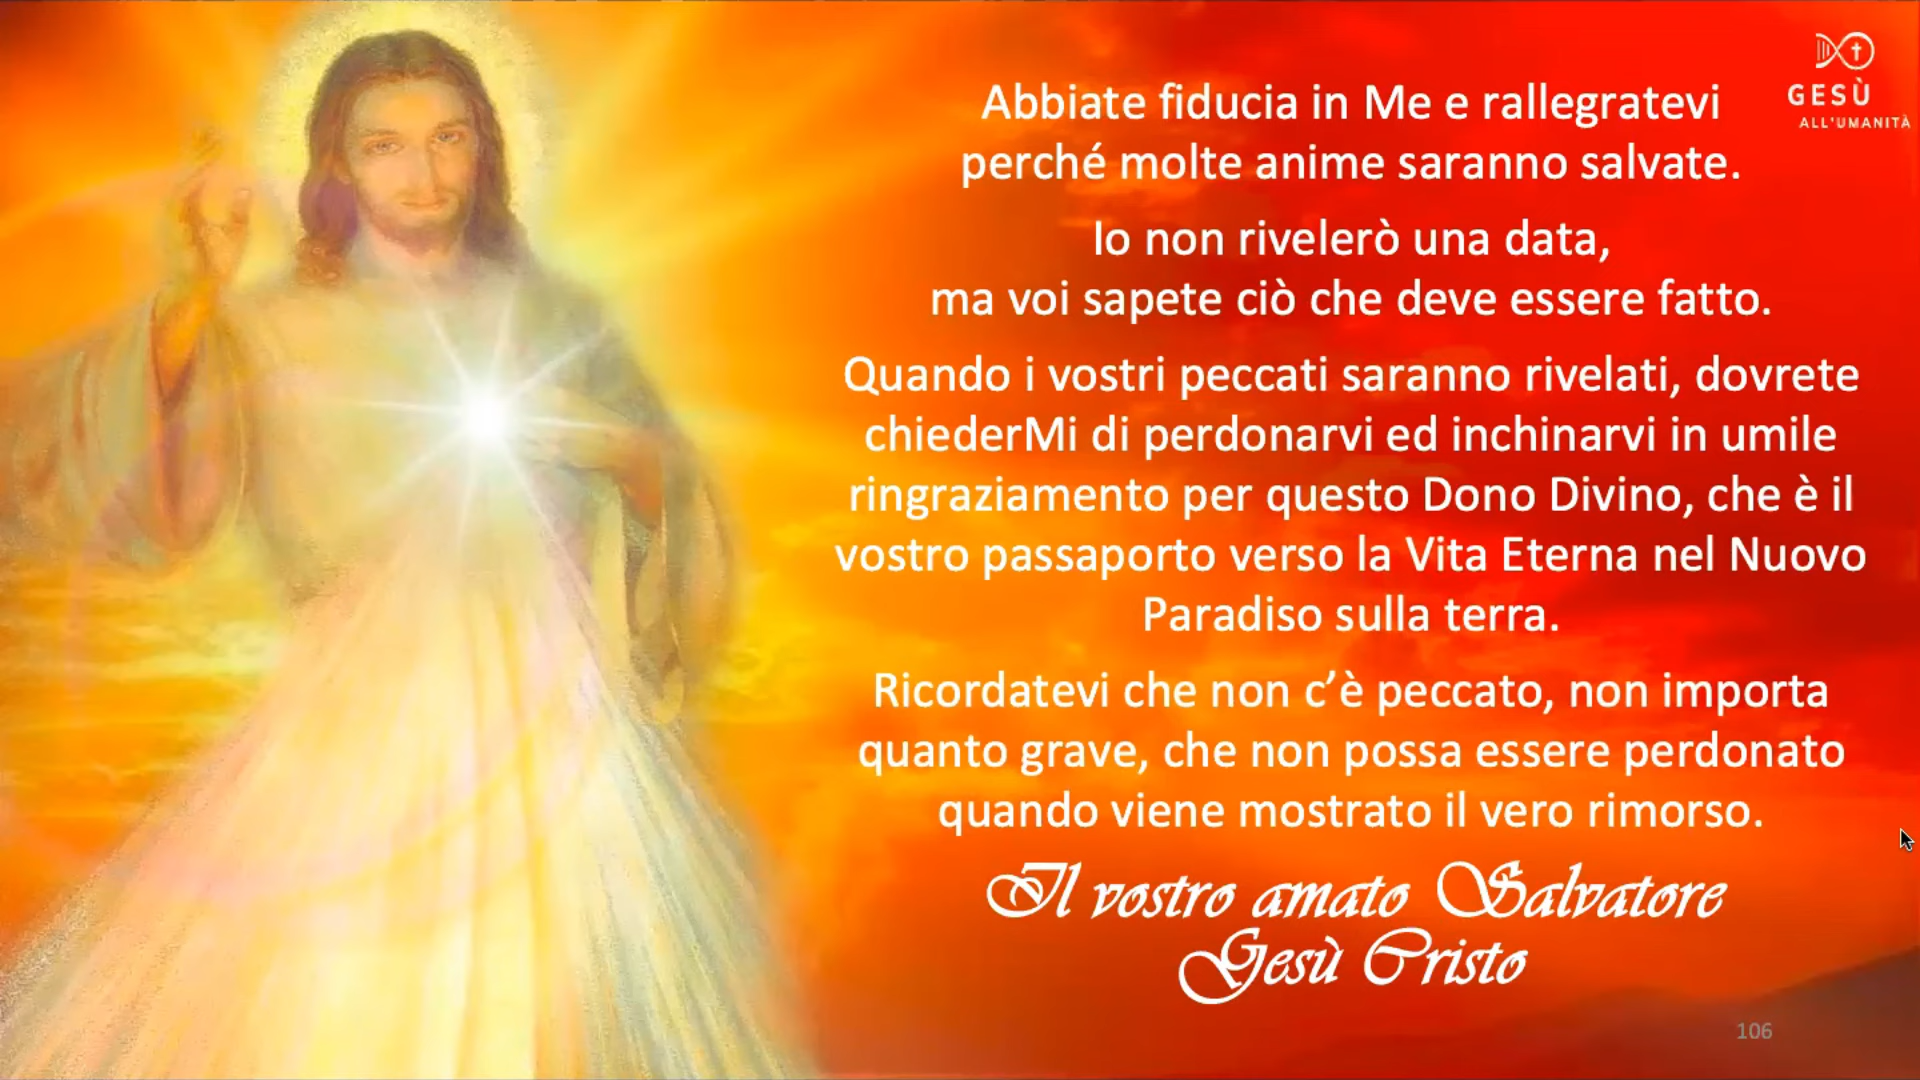 GESÙ
ALL'UMANITÀ
Abbiate fiducia in Me e rallegratevi
perché molte anime saranno salvate.
Io non rivelerò una data,
ma voi sapete ciò che deve essere fatto.
Quando i vostri peccati saranno rivelati, dovrete
chiederMi di perdonarvi ed inchinarvi in umile
ringraziamento per questo Dono Divino, che è il
vostro passaporto verso la Vita Eterna nel Nuovo
Paradiso sulla terra.
Ricordatevi che non c’è peccato, non importa
quanto grave, che non possa essere perdonato
quando viene mostrato il vero rimorso.
Il vostro amato Salvatore
Gesù Cristo
106